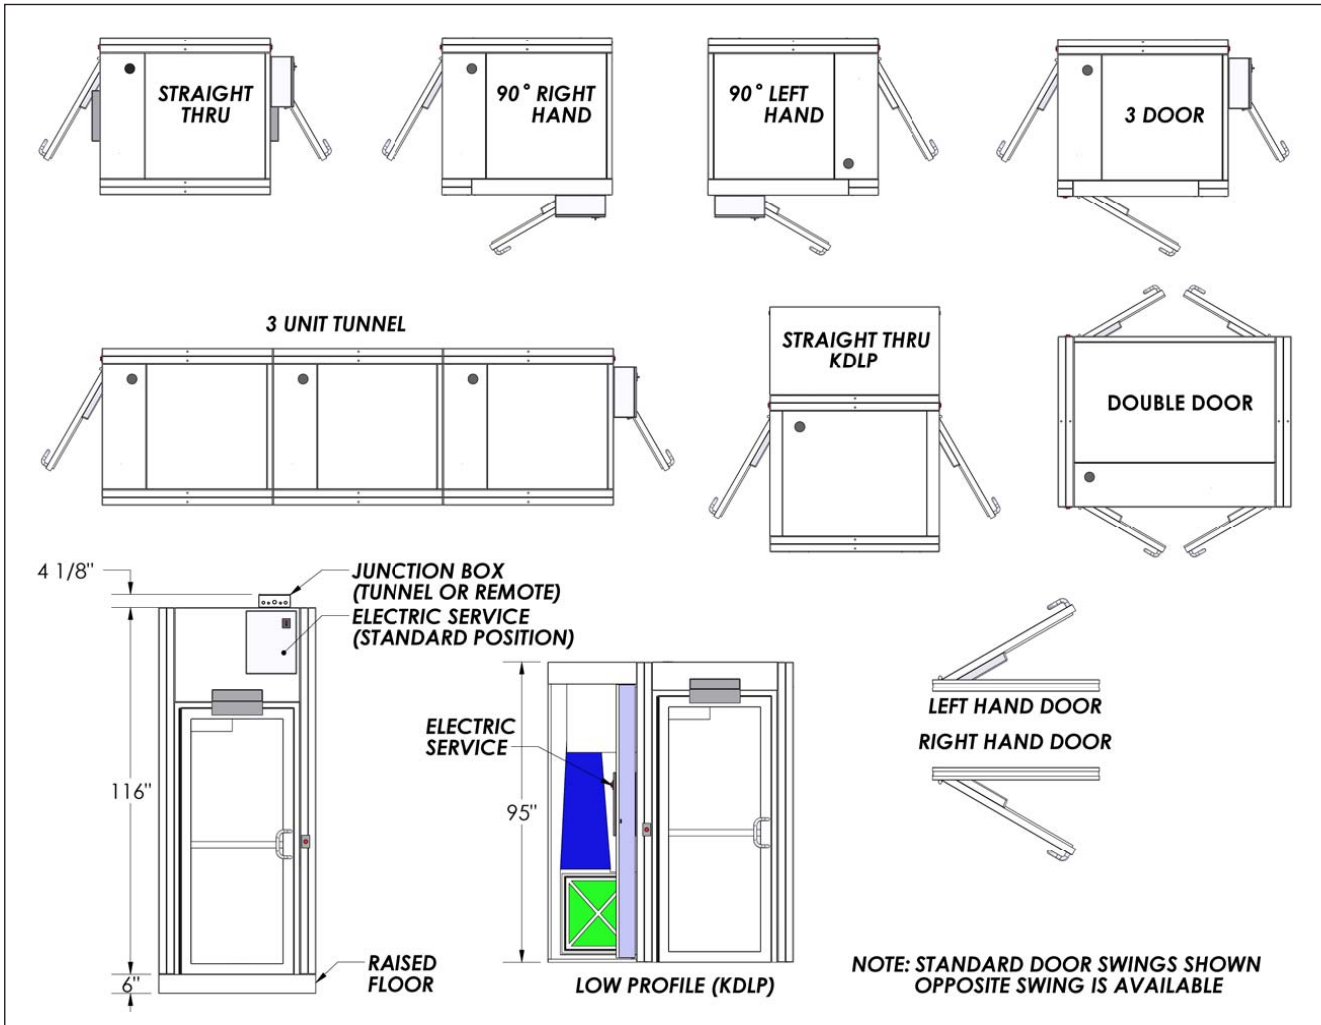 STRAIGHT
THRU
90° RIGHT
HAND
90° LEFT
HAND
3 DOOR
3 UNIT TUNNEL
STRAIGHT THRU
KDLP
DOUBLE DOOR
4 1/8"
JUNCTION BOX
(TUNNEL OR REMOTE)
ELECTRIC SERVICE
(STANDARD POSITION)
116"
6"
RAISED
FLOOR
ELECTRIC
SERVICE
95"
LOW PROFILE (KDLP)
LEFT HAND DOOR
RIGHT HAND DOOR
NOTE: STANDARD DOOR SWINGS SHOWN
OPPOSITE SWING IS AVAILABLE